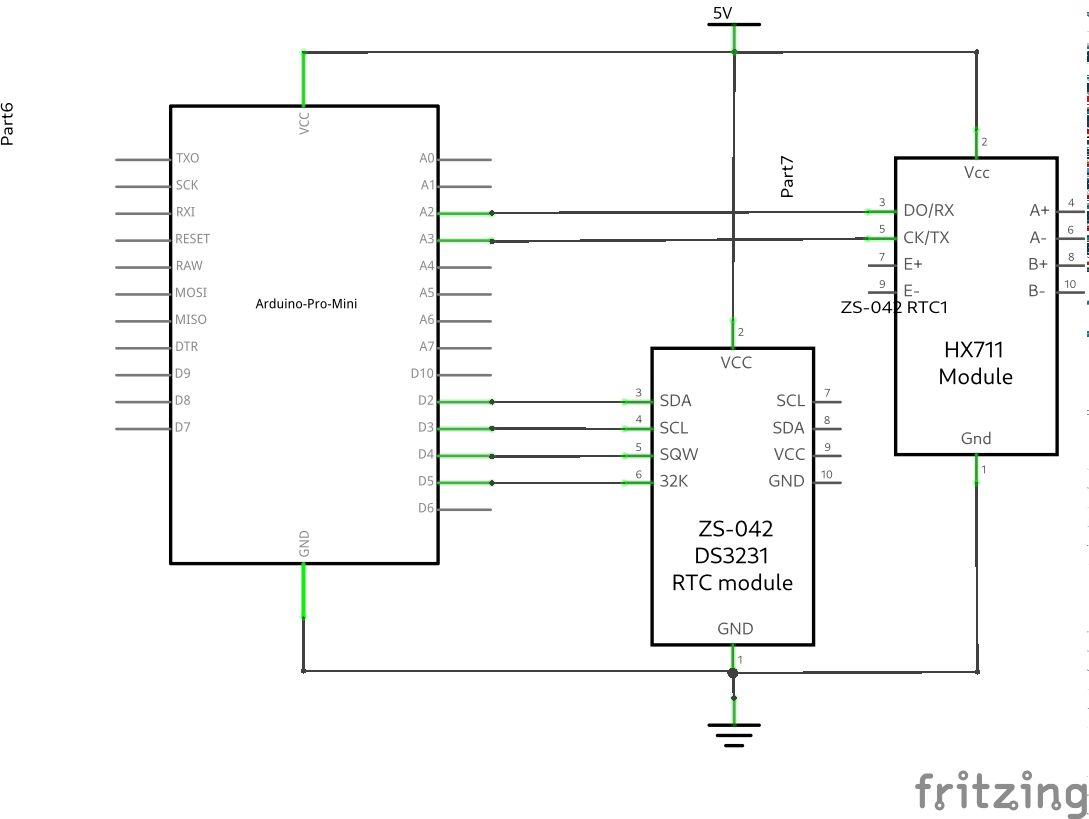 5V
Part6
Part7
VCC
TXO
SCK
RXI
RESET
RAW
MOSI
MISO
DTR
D9
D8
D7
Arduino-Pro-Mini
A0
A1
A2
A3
A4
A5
A6
A7
D10
D2
D3
D4
D5
D6
GND
2
VCC
3 SDA
4 SCL
5 SQW
6 32K
SCL 7
SDA 8
VCC 9
GND 10
ZS-042
DS3231
RTC module
GND
1
2
Vcc
3 DO/RX
5 CK/TX
7 E+
9 E-
A+ 4
A- 6
B+ 8
B- 10
ZS-042 RTC1
HX711
Module
Gnd
1
fritzing